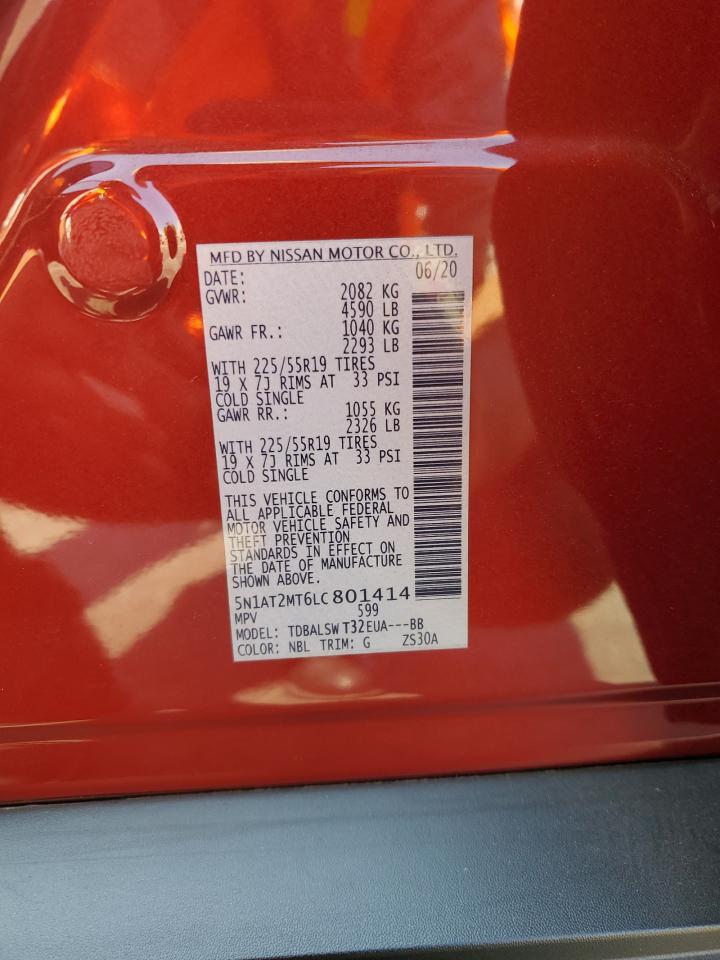 MFD BY NISSAN MOTOR CO., LTD.
DATE: 06/20
GVWR: 2082 KG
4590 LB
GAWR FR.: 1040 KG
2293 LB
WITH 225/55R19 TIRES
19 X 7J RIMS AT 33 PSI
COLD SINGLE
GAWR RR.: 1055 KG
2326 LB
WITH 225/55R19 TIRES
19 X 7J RIMS AT 33 PSI
COLD SINGLE
THIS VEHICLE CONFORMS TO
ALL APPLICABLE FEDERAL
MOTOR VEHICLE SAFETY AND
THEFT PREVENTION
STANDARDS IN EFFECT ON
THE DATE OF MANUFACTURE
SHOWN ABOVE.
5N1AT2MT6LC801414
MPV 599
MODEL: TDBALSW T32EUA---BB
COLOR: NBL TRIM: G ZS30A